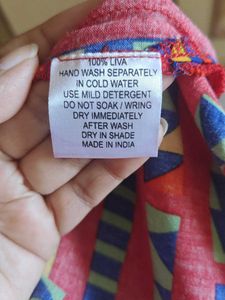 100% LIVA
HAND WASH SEPARATELY
IN COLD WATER
USE MILD DETERGENT
DO NOT SOAK / WRING
DRY IMMEDIATELY
AFTER WASH
DRY IN SHADE
MADE IN INDIA